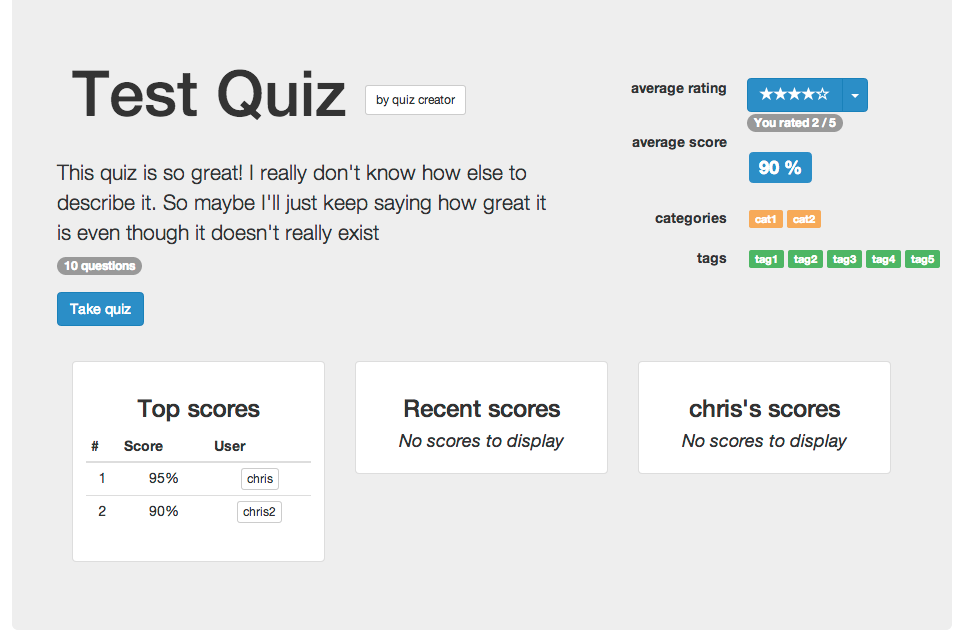 Test Quiz by quiz creator
This quiz is so great! I really don't know how else to
describe it. So maybe I'll just keep saying how great it
is even though it doesn't really exist
10 questions
Take quiz
average rating ★★★★☆
You rated 2 / 5
average score
90 %
categories cat1 cat2
tags tag1 tag2 tag3 tag4 tag5
Top scores
# Score User
1 95% chris
2 90% chris2
Recent scores
No scores to display
chris's scores
No scores to display